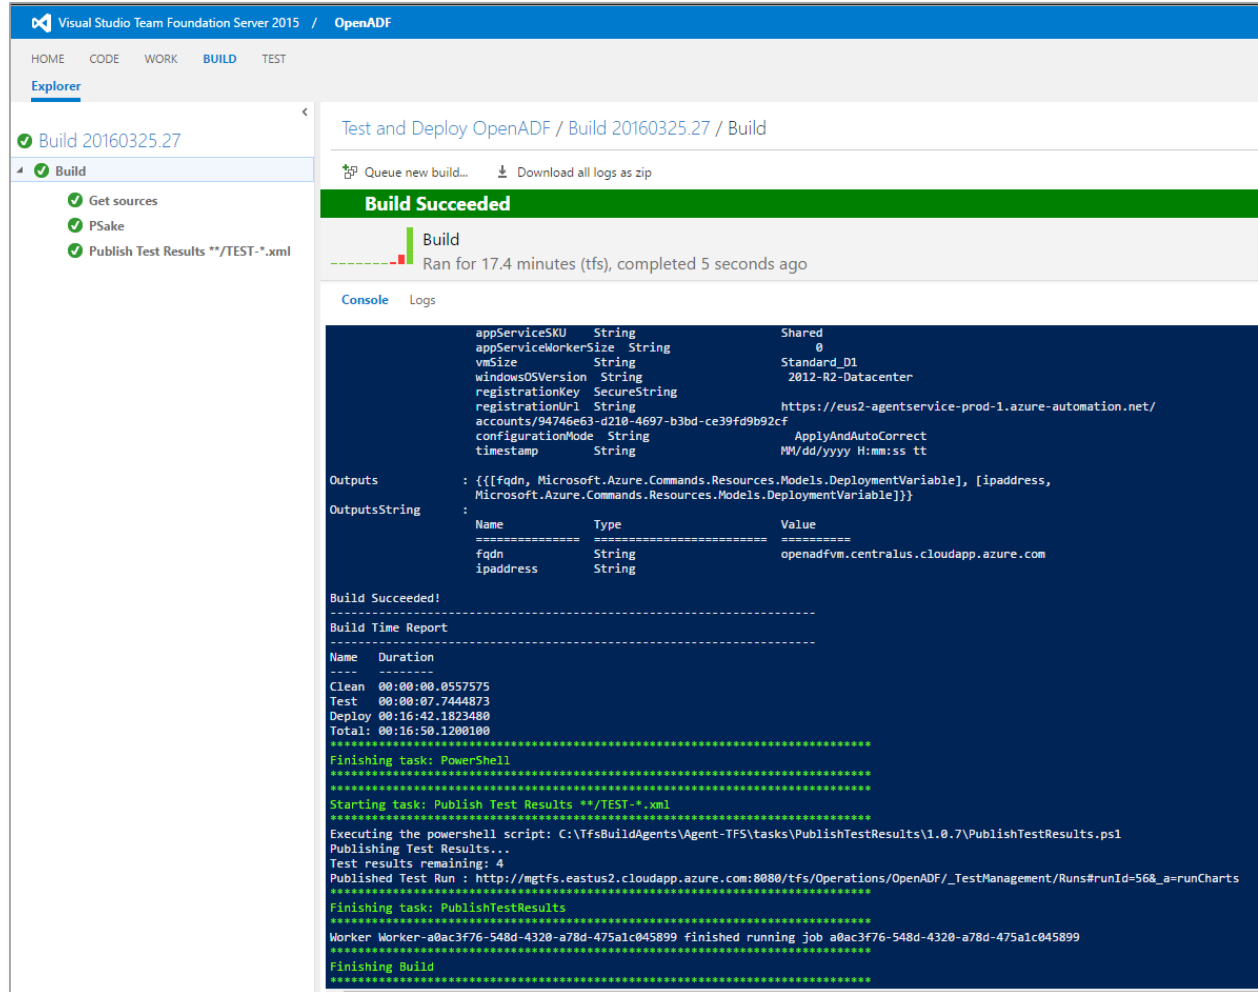 Visual Studio Team Foundation Server 2015 / OpenADF
HOME CODE WORK BUILD TEST
Explorer
Build 20160325.27
Build
Get sources
PSake
Publish Test Results **/TEST-*.xml
Test and Deploy OpenADF / Build 20160325.27 / Build
Queue new build... Download all logs as zip
Build Succeeded
Build
Ran for 17.4 minutes (tfs), completed 5 seconds ago
Console Logs
appServiceSKU String Shared
appServiceWorkerSize String 0
vmSize String Standard_D1
windowsOSVersion String 2012-R2-Datacenter
registrationKey SecureString
registrationUrl String https://eus2-agentservice-prod-1.azure-automation.net/
accounts/94746e63-d210-4697-b3bd-ce39fd9b92cf
configurationMode String ApplyAndAutoCorrect
timestamp String MM/dd/yyyy H:mm:ss tt
Outputs : {{[fqdn, Microsoft.Azure.Commands.Resources.Models.DeploymentVariable], [ipaddress,
Microsoft.Azure.Commands.Resources.Models.DeploymentVariable]}}
OutputsString :
Name Type Value
=============== ========================= ==========
fqdn String openadfvm.centralus.cloudapp.azure.com
ipaddress String
Build Succeeded!
----------------------------------------------------------------------
Build Time Report
----------------------------------------------------------------------
Name Duration
---- --------
Clean 00:00:00.0557575
Test 00:00:07.7444873
Deploy 00:16:42.1823480
Total: 00:16:50.1200100
******************************************************************************
Finishing task: PowerShell
******************************************************************************
******************************************************************************
Starting task: Publish Test Results **/TEST-*.xml
******************************************************************************
Executing the powershell script: C:\TfsBuildAgents\Agent-TFS\tasks\PublishTestResults\1.0.7\PublishTestResults.ps1
Publishing Test Results...
Test results remaining: 4
Published Test Run : http://mgtfs.eastus2.cloudapp.azure.com:8080/tfs/Operations/OpenADF/_TestManagement/Runs#runId=56&_a=runCharts
******************************************************************************
Finishing task: PublishTestResults
******************************************************************************
Worker Worker-a0ac3f76-548d-4320-a78d-475a1c045899 finished running job a0ac3f76-548d-4320-a78d-475a1c045899
******************************************************************************
Finishing Build
******************************************************************************